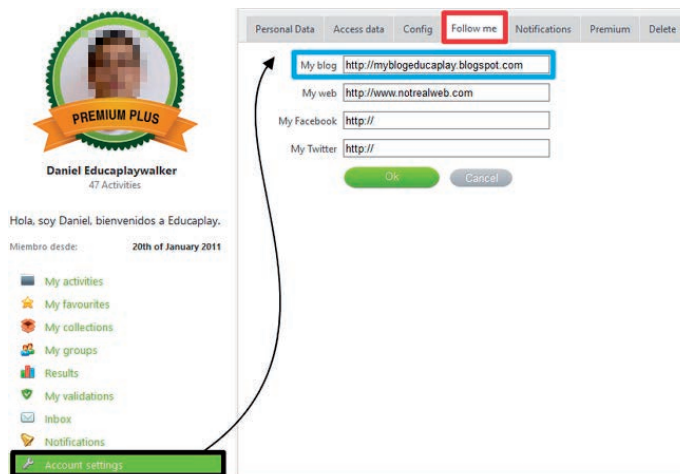 Personal Data Access data Config Follow me Notifications Premium Delete
My blog http://myblogeducaplay.blogspot.com
My web http://www.notrealweb.com
My Facebook http://
My Twitter http://
Ok Cancel
PREMIUM PLUS
Daniel Educaplaywalker
47 Activities
Hola, soy Daniel, bienvenidos a Educaplay.
Miembro desde: 20th of January 2011
My activities
My favourites
My collections
My groups
Results
My validations
Inbox
Notifications
Account settings